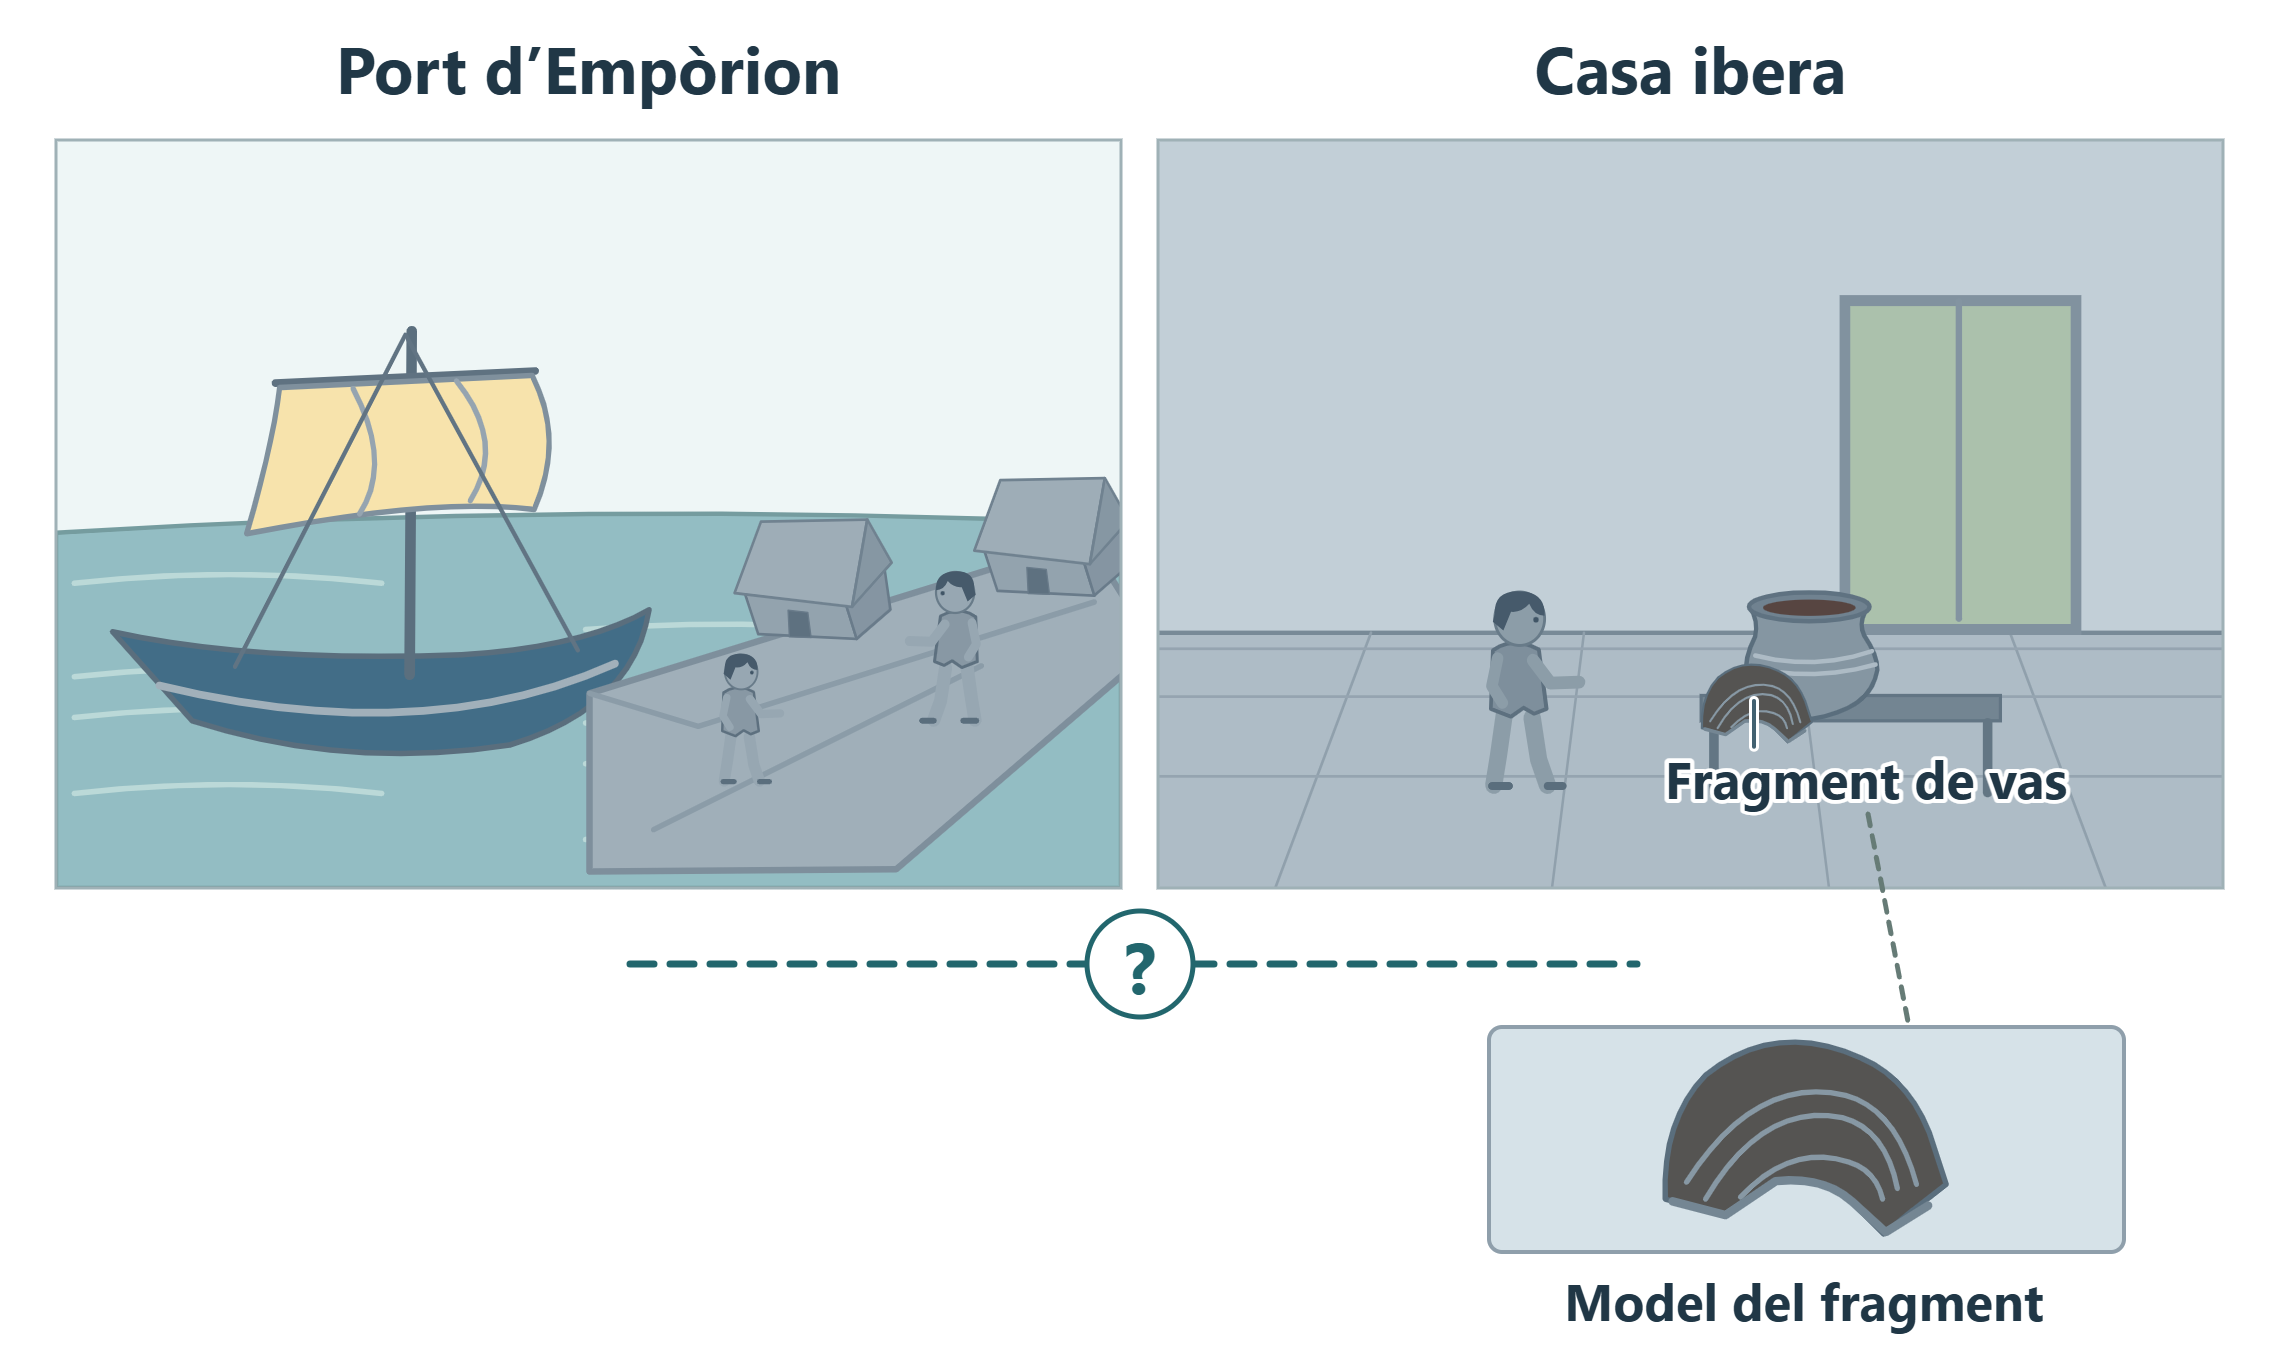 Port d’Empòrion
Casa ibera
Fragment de vas
?
Model del fragment